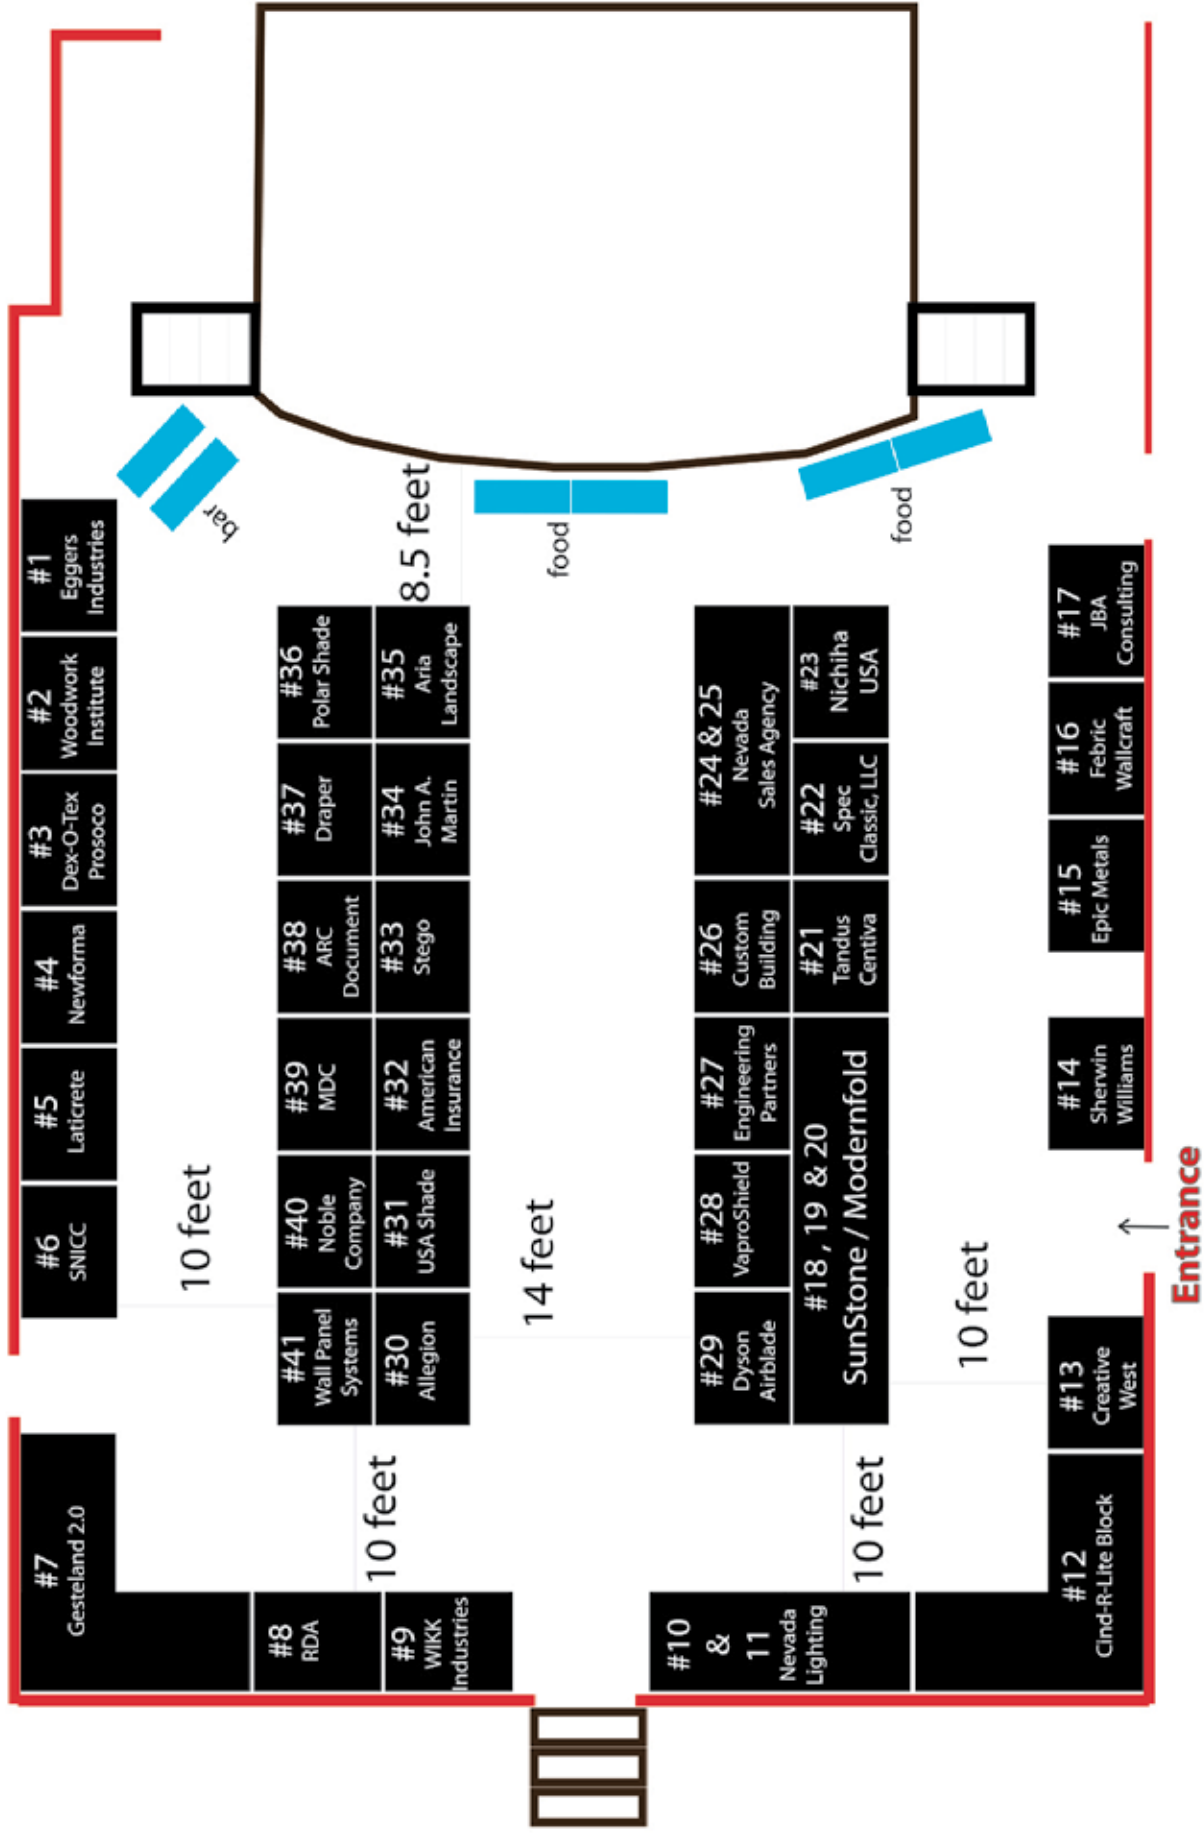 #1
Eggers
Industries
#2
Woodwork
Institute
#3
Dex-O-Tex
Prosoco
#4
Newforma
#5
Laticrete
#6
SNICC
#7
Gesteland 2.0
#8
RDA
#9
WIKK
Industries
#10
&
11
Nevada
Lighting
#12
Cind-R-Lite Block
#13
Creative
West
#14
Sherwin
Williams
#15
Epic Metals
#16
Febric
Wallcraft
#17
JBA
Consulting
#18 , 19 & 20
SunStone / Modernfold
#21
Tandus
Centiva
#22
Spec
Classic, LLC
#23
Nichiha
USA
#24 & 25
Nevada
Sales Agency
#26
Custom
Building
#27
Engineering
Partners
#28
VaproShield
#29
Dyson
Airblade
#30
Allegion
#31
USA Shade
#32
American
Insurance
#33
Stego
#34
John A.
Martin
#35
Aria
Landscape
#36
Polar Shade
#37
Draper
#38
ARC
Document
#39
MDC
#40
Noble
Company
#41
Wall Panel
Systems
bar
food
food
8.5 feet
10 feet
14 feet
10 feet
10 feet
10 feet
Entrance